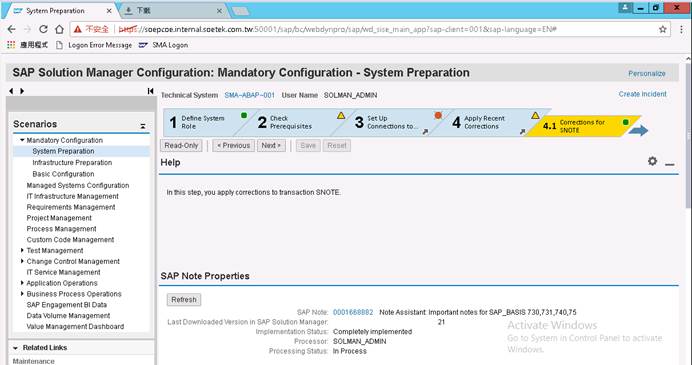 System Preparation
下載
不安全
https://soepcoe.internal.soetek.com.tw:50001/sap/bc/webdynpro/sap/wd_sise_main_app?sap-client=001&sap-language=EN#
應用程式
Logon Error Message
SMA Logon
SAP Solution Manager Configuration: Mandatory Configuration - System Preparation
Personalize
Technical System SMA~ABAP~001 User Name SOLMAN_ADMIN
Create Incident
1 Define System Role
2 Check Prerequisites
3 Set Up Connections to...
4 Apply Recent Corrections
4.1 Corrections for SNOTE
Read-Only
< Previous
Next >
Save
Reset
Help
In this step, you apply corrections to transaction SNOTE.
SAP Note Properties
Refresh
SAP Note: 0001668882 Note Assistant: Important notes for SAP_BASIS 730,731,740,75
Last Downloaded Version in SAP Solution Manager: 21
Implementation Status: Completely implemented
Processor: SOLMAN_ADMIN
Processing Status: In Process
Scenarios
Mandatory Configuration
System Preparation
Infrastructure Preparation
Basic Configuration
Managed Systems Configuration
IT Infrastructure Management
Requirements Management
Project Management
Process Management
Custom Code Management
Test Management
Change Control Management
IT Service Management
Application Operations
Business Process Operations
SAP Engagement BI Data
Data Volume Management
Value Management Dashboard
Related Links
Maintenance
Activate Windows
Go to System in Control Panel to activate
Windows.